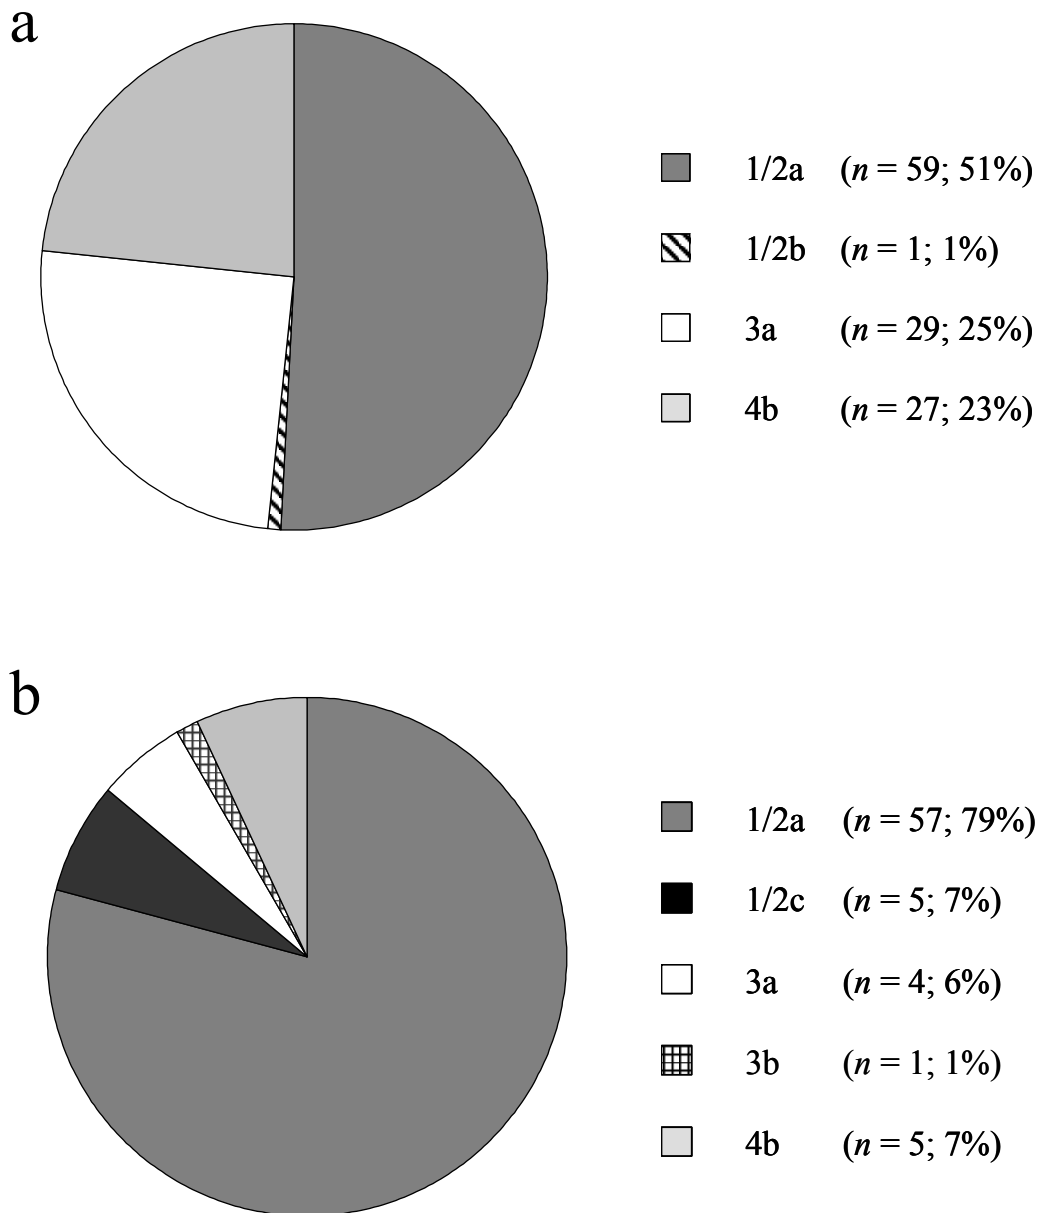 a
1/2a (n = 59; 51%)
1/2b (n = 1; 1%)
3a (n = 29; 25%)
4b (n = 27; 23%)
b
1/2a (n = 57; 79%)
1/2c (n = 5; 7%)
3a (n = 4; 6%)
3b (n = 1; 1%)
4b (n = 5; 7%)